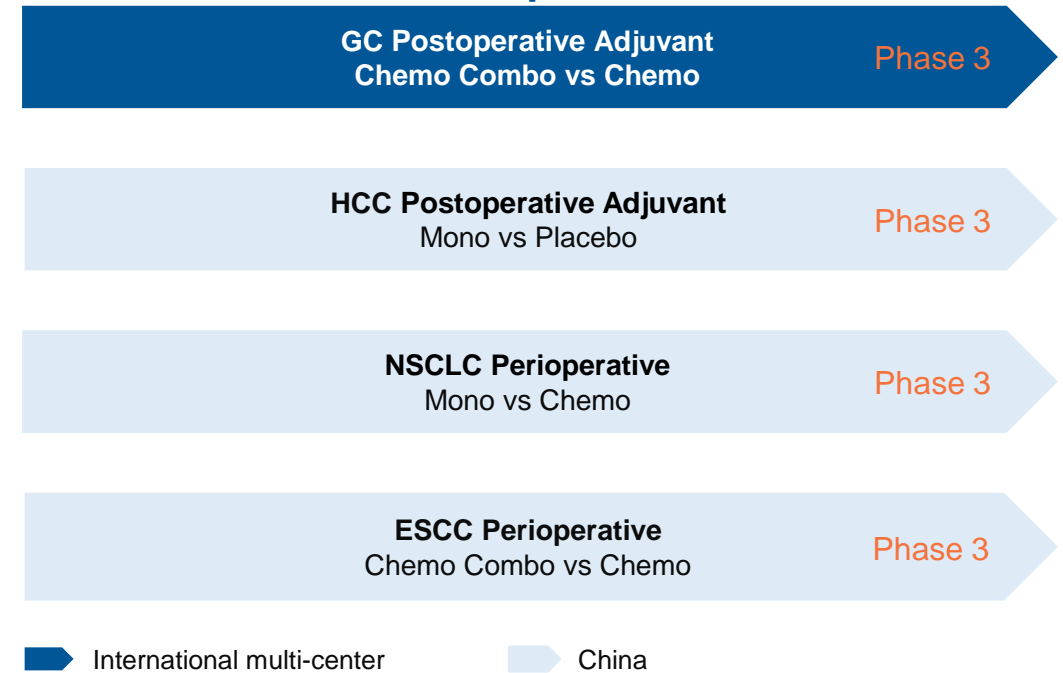 GC Postoperative Adjuvant
Chemo Combo vs Chemo
Phase 3
HCC Postoperative Adjuvant
Mono vs Placebo
Phase 3
NSCLC Perioperative
Mono vs Chemo
Phase 3
ESCC Perioperative
Chemo Combo vs Chemo
Phase 3
International multi-center
China